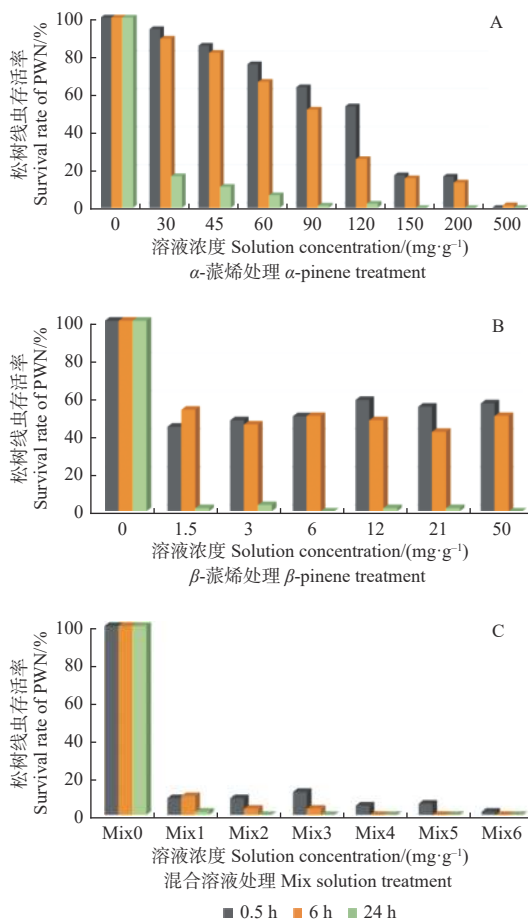 A
松树线虫存活率
Survival rate of PWN/%
100
80
60
40
20
0
0 30 45 60 90 120 150 200 500
溶液浓度 Solution concentration/(mg·g⁻¹)
α-蒎烯处理 α-pinene treatment
B
松树线虫存活率
Survival rate of PWN/%
100
80
60
40
20
0
0 1.5 3 6 12 21 50
溶液浓度 Solution concentration/(mg·g⁻¹)
β-蒎烯处理 β-pinene treatment
C
松树线虫存活率
Survival rate of PWN/%
100
80
60
40
20
0
Mix0 Mix1 Mix2 Mix3 Mix4 Mix5 Mix6
溶液浓度 Solution concentration/(mg·g⁻¹)
混合溶液处理 Mix solution treatment
0.5 h 6 h 24 h